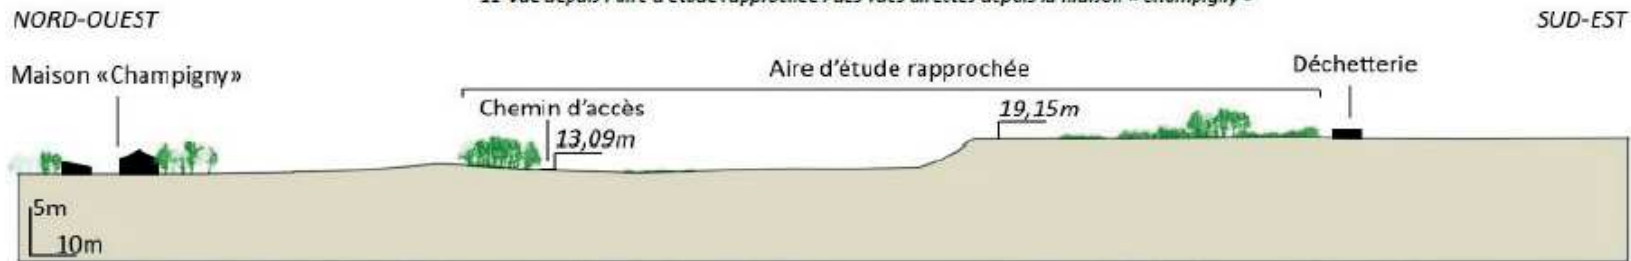 NORD-OUEST
SUD-EST
Maison «Champigny»
Aire d'étude rapprochée
Déchetterie
Chemin d'accès
19,15m
13,09m
5m
10m